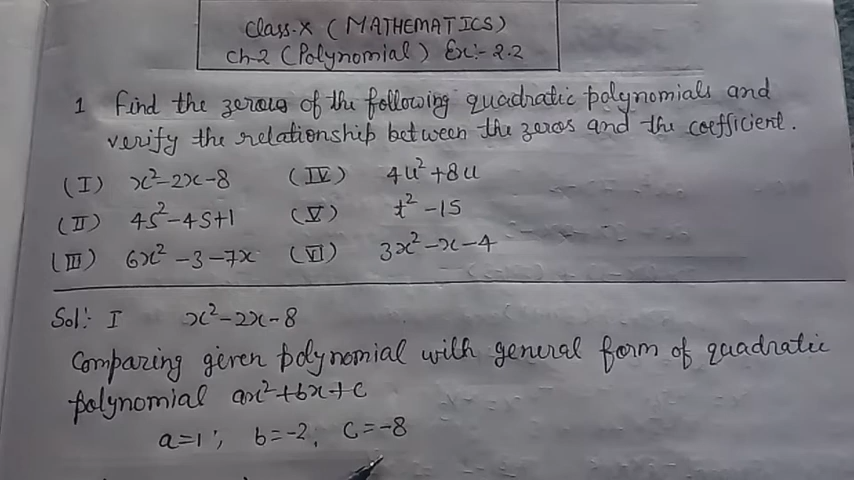 Class-X (MATHEMATICS)
Ch-2 (Polynomial) Ex:- 2.2
1 Find the zeroes of the following quadratic polynomials and
verify the relationship between the zeros and the coefficient.
(I) x²-2x-8 (IV) 4u²+8u
(II) 4s²-4s+1 (V) t²-15
(III) 6x²-3-7x (VI) 3x²-x-4
Sol:- I x²-2x-8
Comparing given polynomial with general form of quadratic
polynomial ax²+bx+c
a=1; b=-2; c=-8